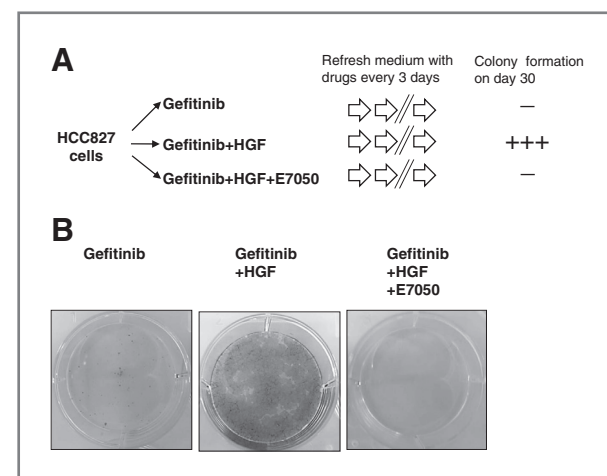 A
Refresh medium with
drugs every 3 days
Colony formation
on day 30
HCC827
cells
Gefitinib
–
Gefitinib+HGF
+++
Gefitinib+HGF+E7050
–
B
Gefitinib
Gefitinib
+HGF
Gefitinib
+HGF
+E7050